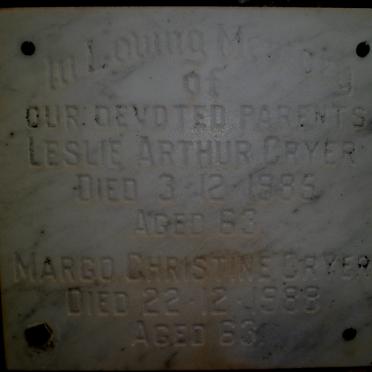 In Loving Memory
of
OUR DEVOTED PARENTS
LESLIE ARTHUR CRYER
DIED 3 · 12 · 1985
AGED 63
MARGO CHRISTINE CRYER
DIED 22 · 12 · 1988
AGED 63